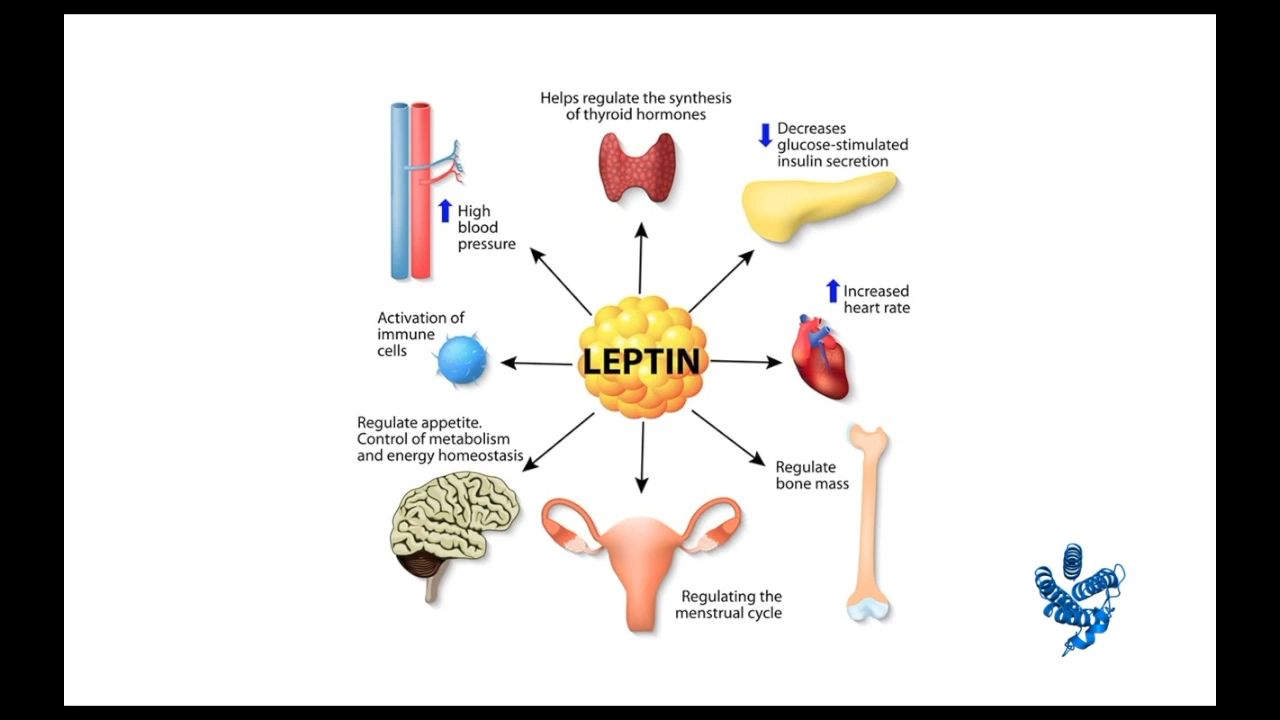 Helps regulate the synthesis
of thyroid hormones
Decreases
glucose-stimulated
insulin secretion
High
blood
pressure
Increased
heart rate
Activation of
immune
cells
LEPTIN
Regulate appetite.
Control of metabolism
and energy homeostasis
Regulate
bone mass
Regulating the
menstrual cycle